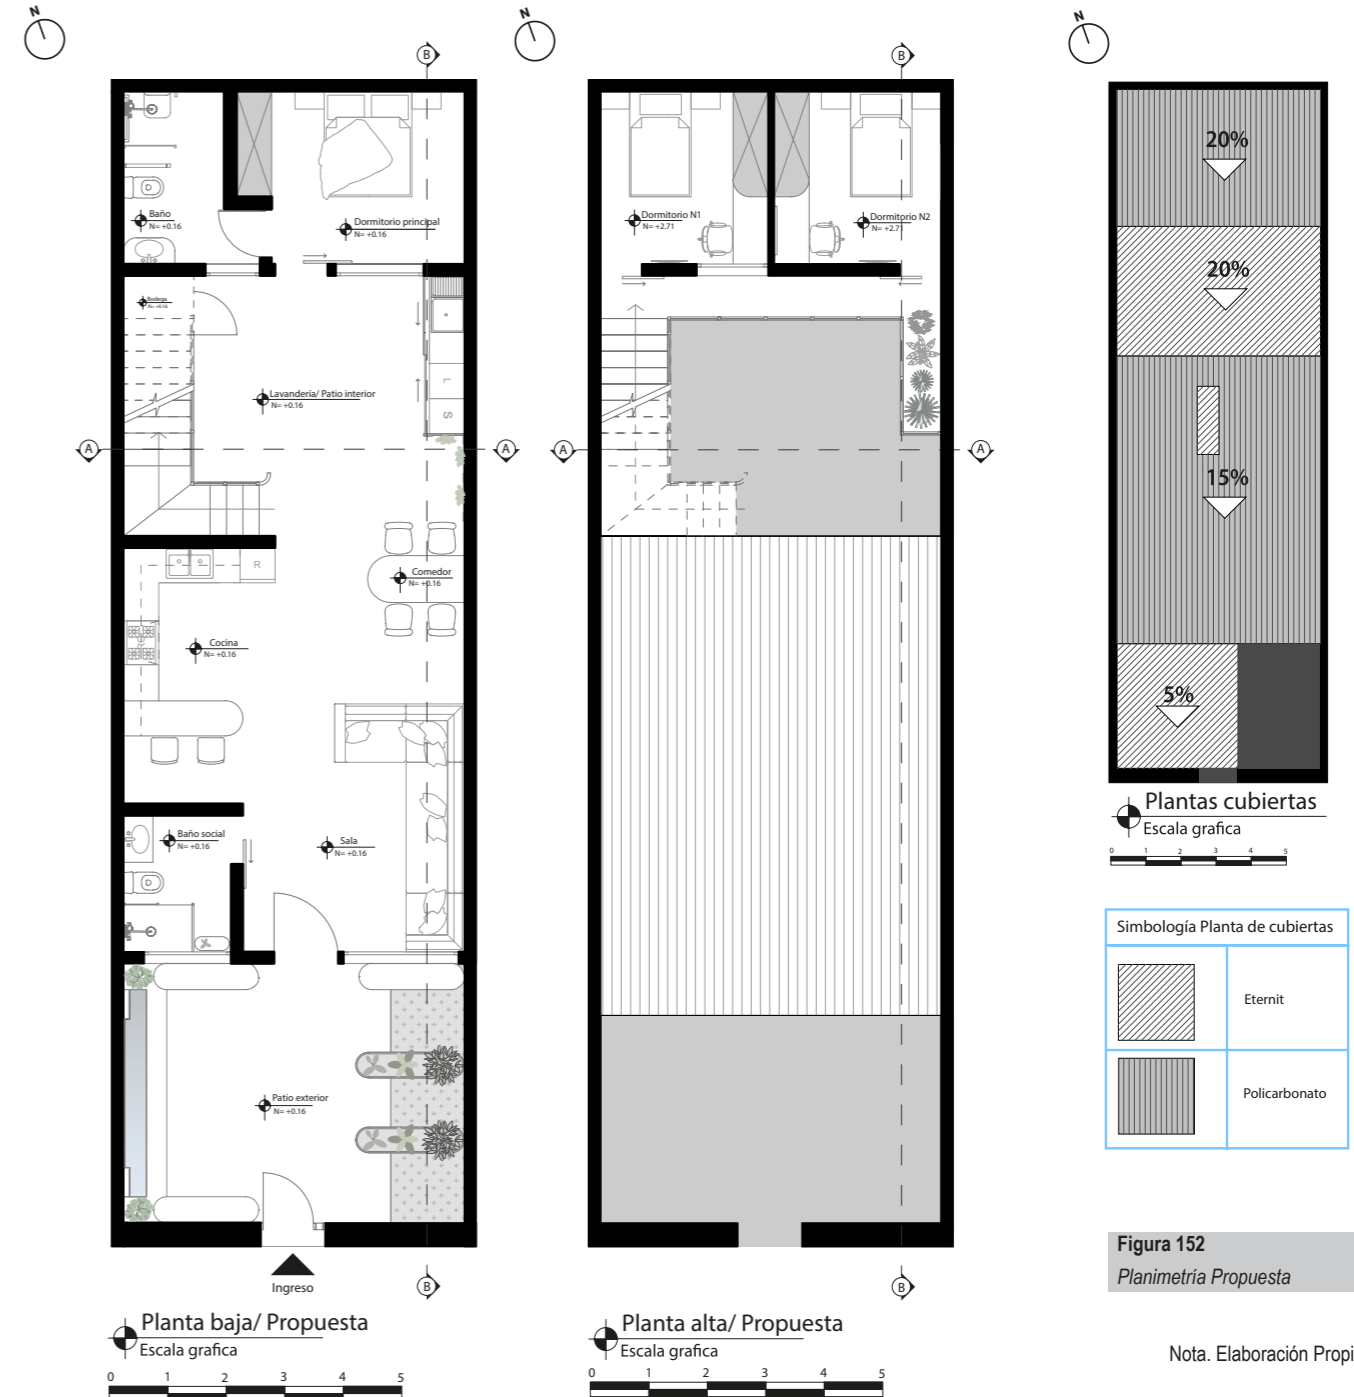 N
N
N
B
B
Baño
N= +0.16
Dormitorio principal
N= +0.16
Bodega
N= +0.16
Lavandería/ Patio interior
N= +0.16
L
S
A
A
R
Comedor
N= +0.16
Cocina
N= +0.16
Baño social
N= +0.16
Sala
N= +0.16
Patio exterior
N= +0.16
Ingreso
B
Planta baja/ Propuesta
Escala grafica
0 1 2 3 4 5
Dormitorio N1
N= +2.71
Dormitorio N2
N= +2.71
A
A
B
Planta alta/ Propuesta
Escala grafica
0 1 2 3 4 5
20%
20%
15%
5%
Plantas cubiertas
Escala grafica
0 1 2 3 4 5
Simbología Planta de cubiertas
Eternit
Policarbonato
Figura 152
Planimetría Propuesta
Nota. Elaboración Propi